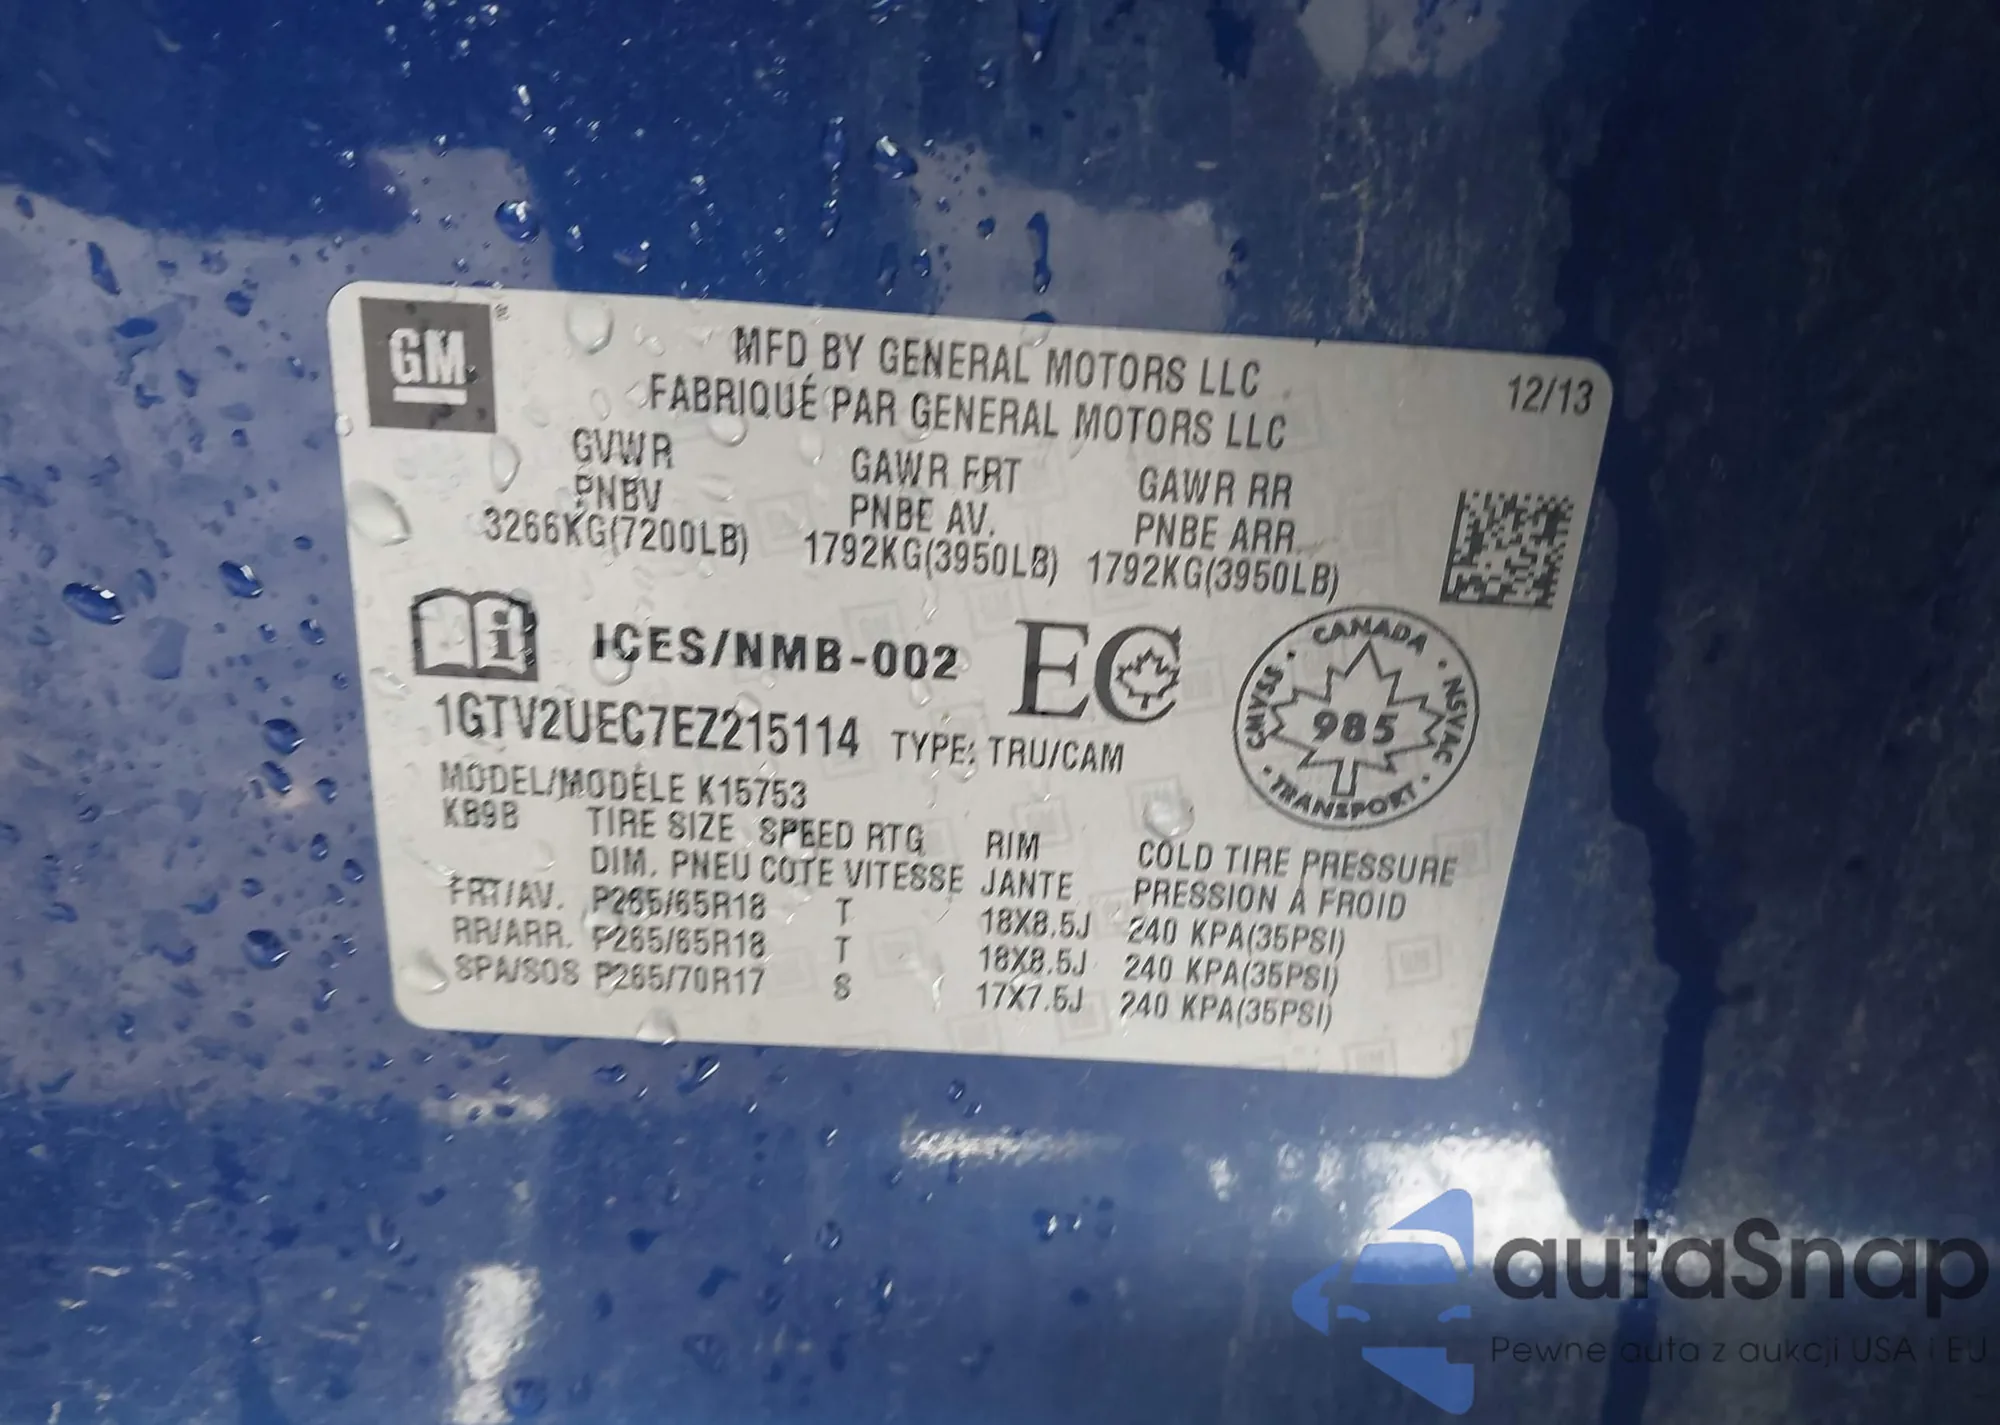 GM
MFD BY GENERAL MOTORS LLC
12/13
FABRIQUÉ PAR GENERAL MOTORS LLC
GVWR GAWR FRT GAWR RR
PNBV PNBE AV. PNBE ARR.
3266KG(7200LB) 1792KG(3950LB) 1792KG(3950LB)
i ICES/NMB-002 EC
CANADA
CMVSS · 985 · NSVAC
TRANSPORT
1GTV2UEC7EZ215114 TYPE: TRU/CAM
MODEL/MODÈLE K15753
KB9B TIRE SIZE SPEED RTG RIM COLD TIRE PRESSURE
DIM. PNEU COTE VITESSE JANTE PRESSION À FROID
FRT/AV. P265/65R18 T 18X8.5J 240 KPA(35PSI)
RR/ARR. P265/65R18 T 18X8.5J 240 KPA(35PSI)
SPA/SOS P265/70R17 S 17X7.5J 240 KPA(35PSI)
autaSnap
Pewne auta z aukcji USA i EU